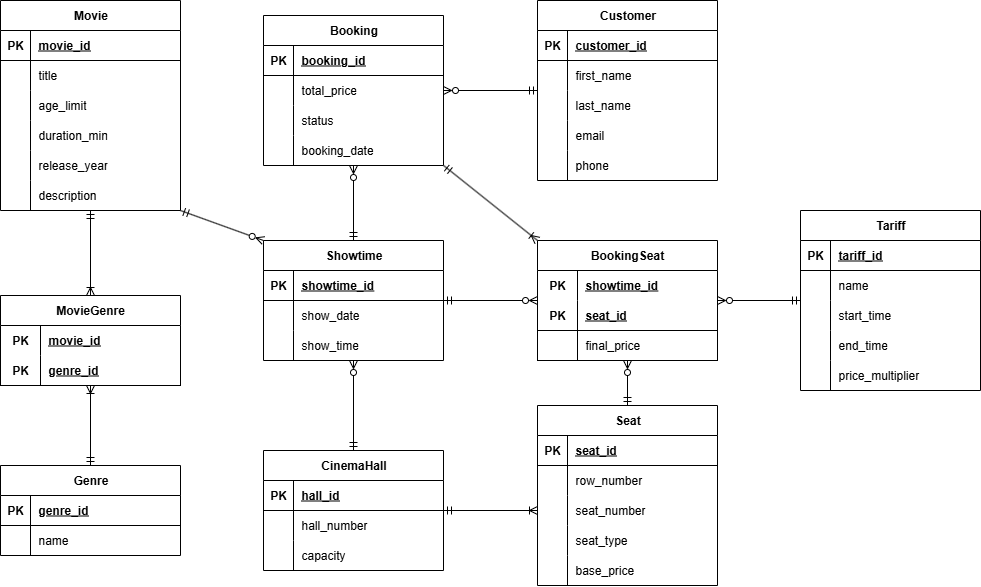 Movie
PK movie_id
title
age_limit
duration_min
release_year
description
Booking
PK booking_id
total_price
status
booking_date
Customer
PK customer_id
first_name
last_name
email
phone
MovieGenre
PK movie_id
PK genre_id
Showtime
PK showtime_id
show_date
show_time
BookingSeat
PK showtime_id
PK seat_id
final_price
Tariff
PK tariff_id
name
start_time
end_time
price_multiplier
Genre
PK genre_id
name
CinemaHall
PK hall_id
hall_number
capacity
Seat
PK seat_id
row_number
seat_number
seat_type
base_price